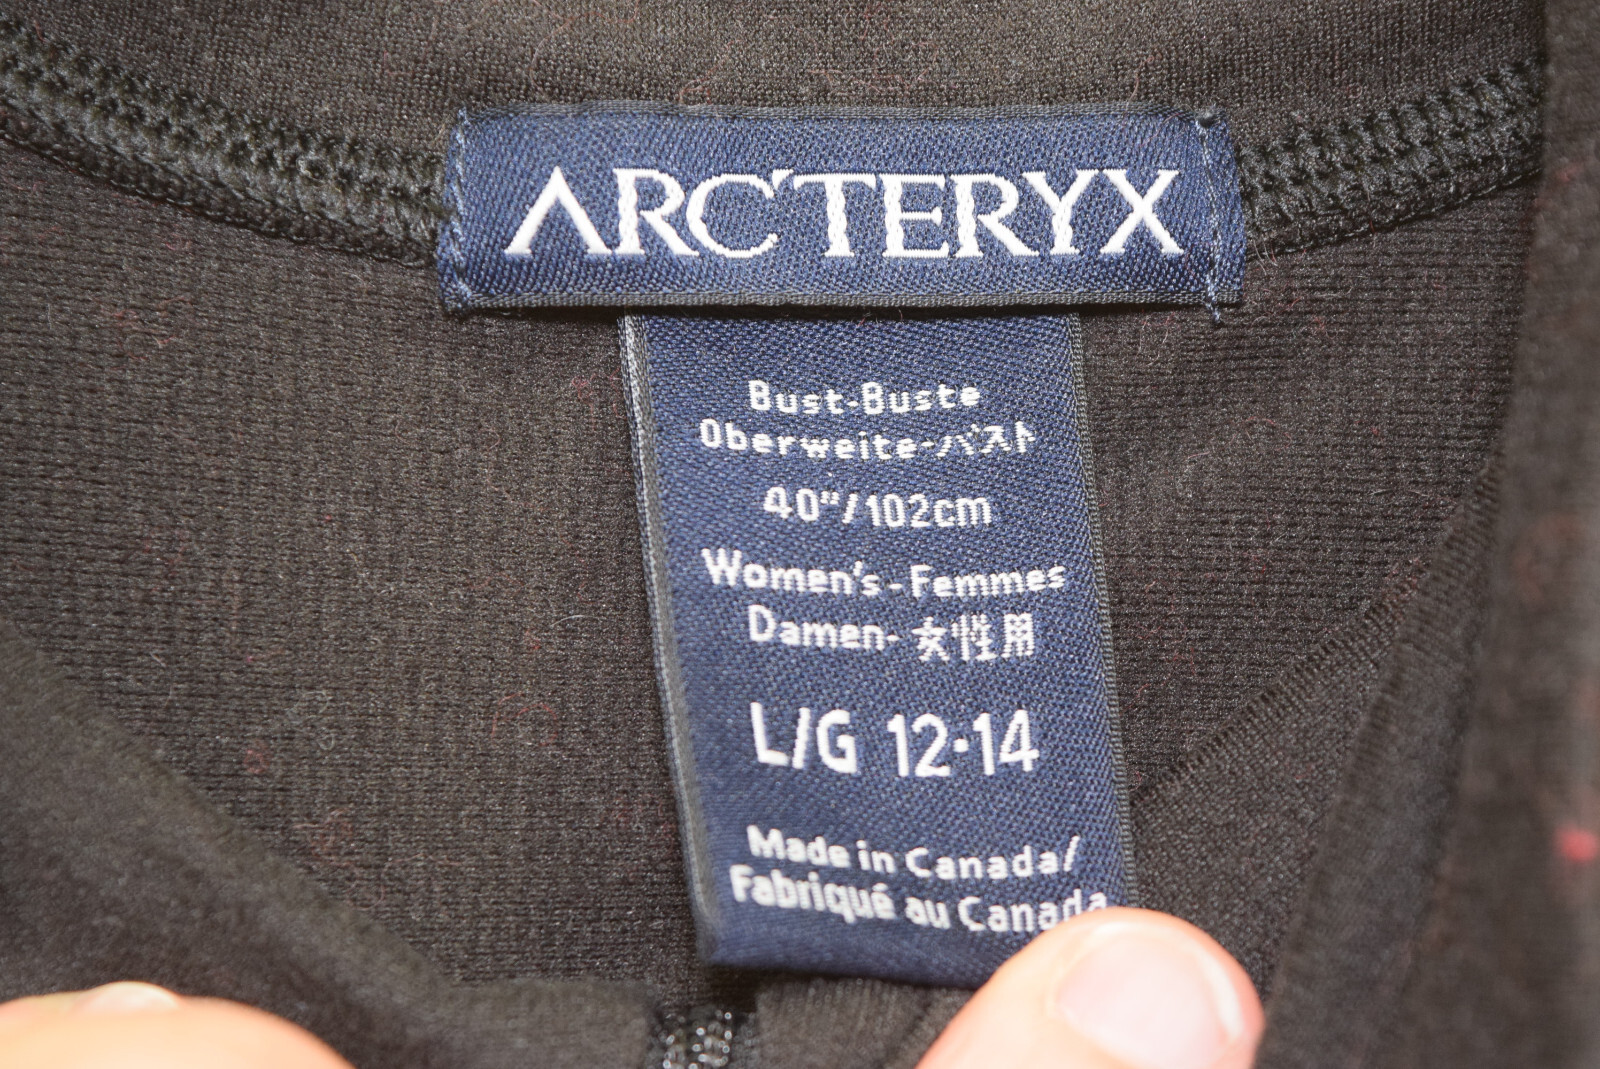 ARC'TERYX
Bust-Buste
Oberweite-バスト
40"/102cm
Women's-Femmes
Damen-女性用
L/G 12·14
Made in Canada/
Fabriqué au Canada